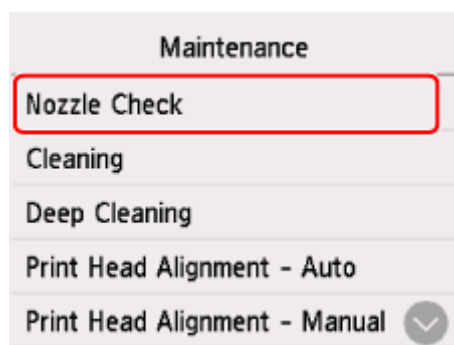 Maintenance
Nozzle Check
Cleaning
Deep Cleaning
Print Head Alignment - Auto
Print Head Alignment - Manual